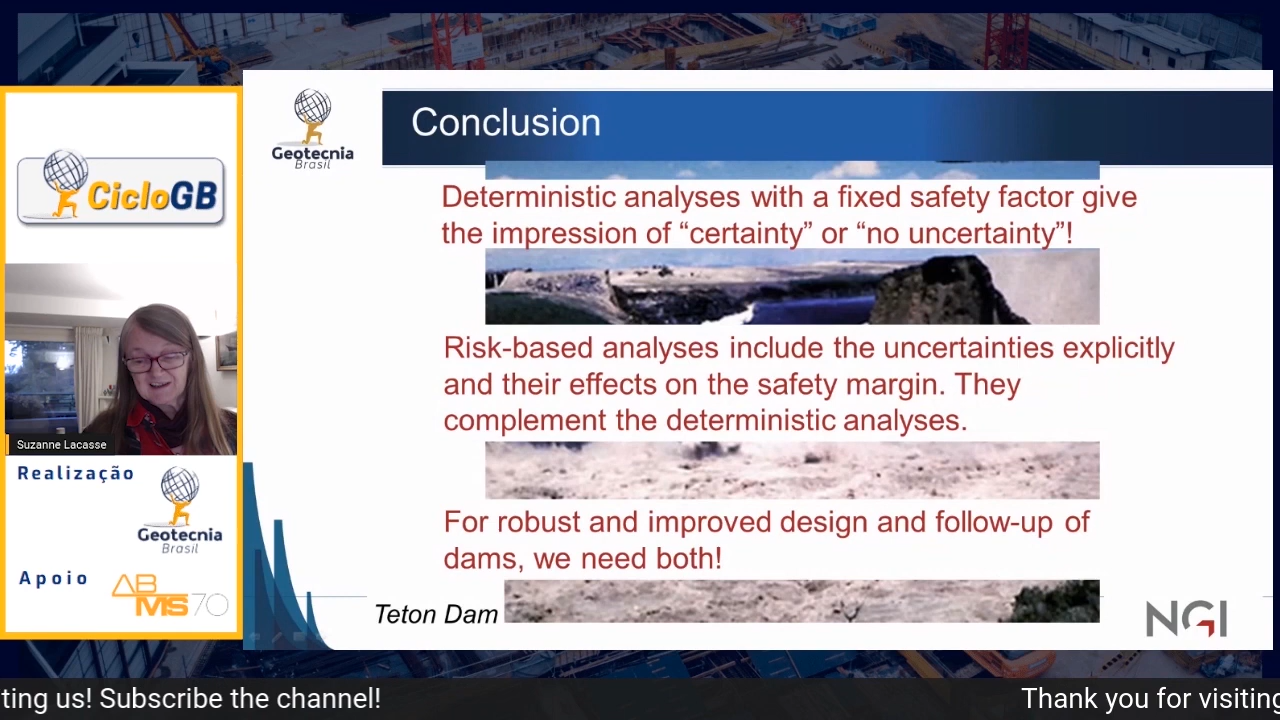 CicloGB
Suzanne Lacasse
Realização
Geotecnia
Brasil
Apoio
ABMS70
Geotecnia
Brasil
Conclusion
Deterministic analyses with a fixed safety factor give
the impression of “certainty” or “no uncertainty”!
Risk-based analyses include the uncertainties explicitly
and their effects on the safety margin. They
complement the deterministic analyses.
For robust and improved design and follow-up of
dams, we need both!
Teton Dam
NGI
ting us! Subscribe the channel!
Thank you for visiting